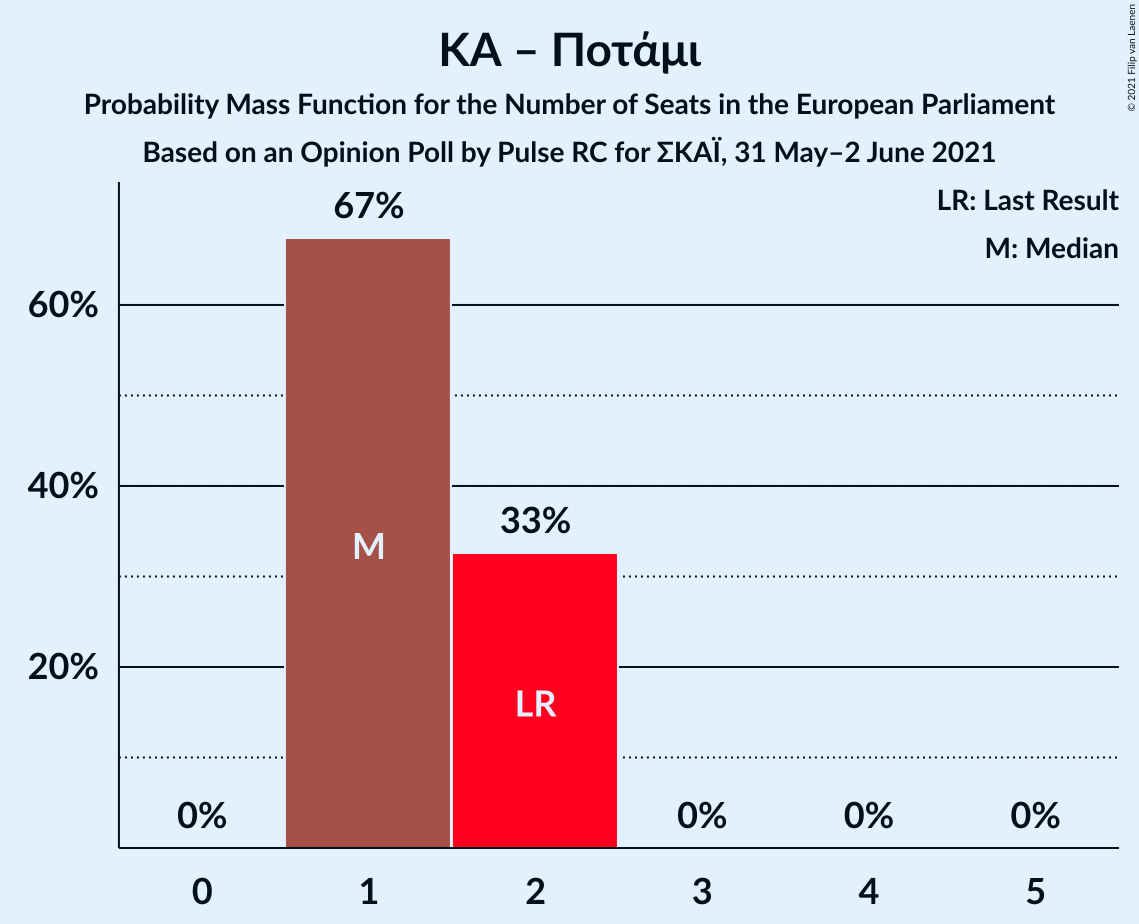 ΚΑ – Ποτάμι
Probability Mass Function for the Number of Seats in the European Parliament
Based on an Opinion Poll by Pulse RC for ΣΚΑΪ, 31 May–2 June 2021
© 2021 Filip van Laenen
LR: Last Result
M: Median
67%
60%
40%
33%
M
20%
LR
0%
0%
0%
0%
0
1
2
3
4
5